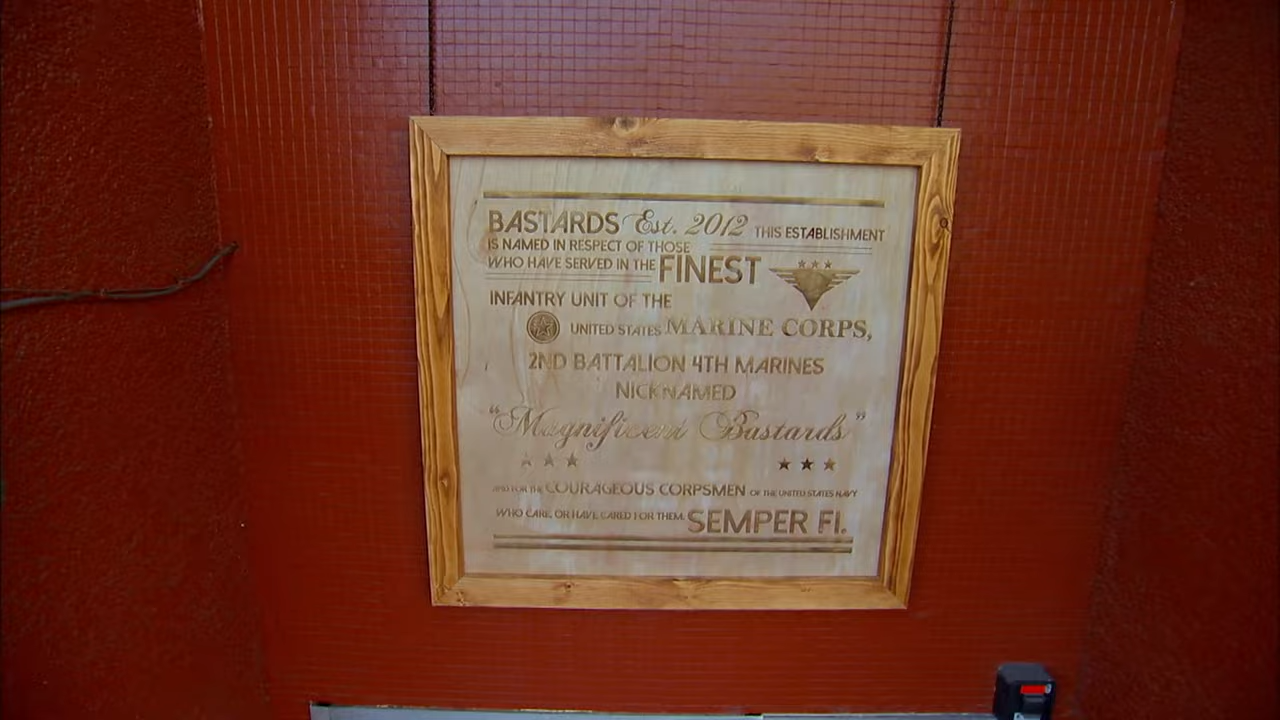 BASTARDS Est. 2012 THIS ESTABLISHMENT
IS NAMED IN RESPECT OF THOSE
WHO HAVE SERVED IN THE FINEST
INFANTRY UNIT OF THE
UNITED STATES MARINE CORPS,
2ND BATTALION 4TH MARINES
NICKNAMED
“Magnificent Bastards”
AND FOR THE COURAGEOUS CORPSMEN OF THE UNITED STATES NAVY
WHO CARE, OR HAVE CARED FOR THEM. SEMPER FI.